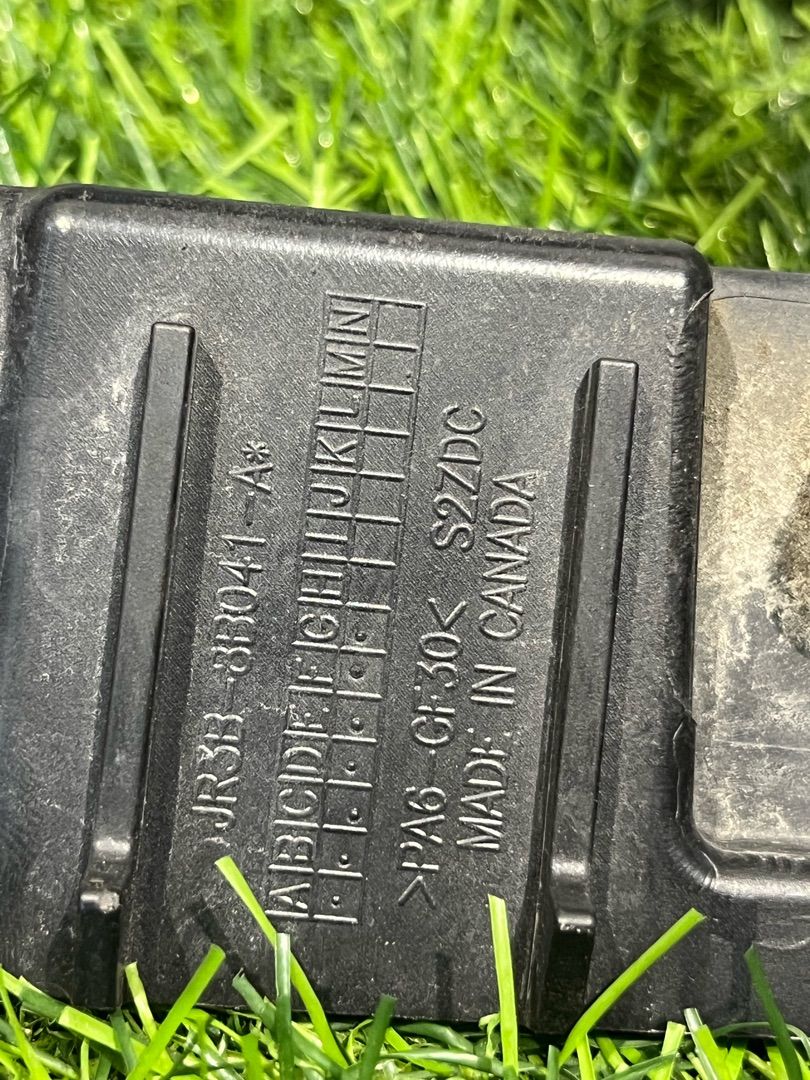 JR3B-8B041-A*
A B C D E F G H I J K L M N
>PA6-GF30< S2ZDC
MADE IN CANADA